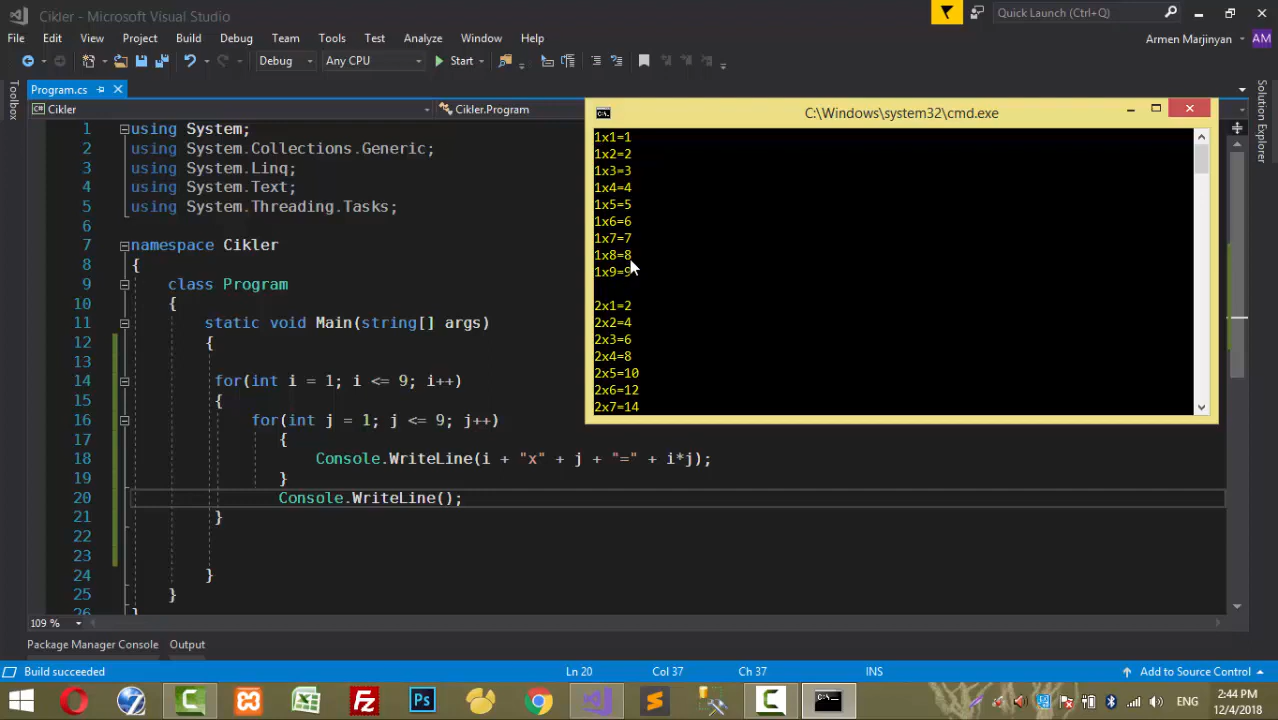 Cikler - Microsoft Visual Studio
Quick Launch (Ctrl+Q)
File Edit View Project Build Debug Team Tools Test Analyze Window Help
Armen Marjinyan AM
Debug Any CPU Start
Program.cs
Toolbox
Solution Explorer
Cikler Cikler.Program
1 using System;
2 using System.Collections.Generic;
3 using System.Linq;
4 using System.Text;
5 using System.Threading.Tasks;
6
7 namespace Cikler
8 {
9 class Program
10 {
11 static void Main(string[] args)
12 {
13
14 for(int i = 1; i <= 9; i++)
15 {
16 for(int j = 1; j <= 9; j++)
17 {
18 Console.WriteLine(i + "x" + j + "=" + i*j);
19 }
20 Console.WriteLine();
21 }
22
23
24 }
25 }
26 }
C:\Windows\system32\cmd.exe
1x1=1
1x2=2
1x3=3
1x4=4
1x5=5
1x6=6
1x7=7
1x8=8
1x9=9
2x1=2
2x2=4
2x3=6
2x4=8
2x5=10
2x6=12
2x7=14
109 %
Package Manager Console Output
Build succeeded Ln 20 Col 37 Ch 37 INS Add to Source Control
Ps
ENG
2:44 PM
12/4/2018